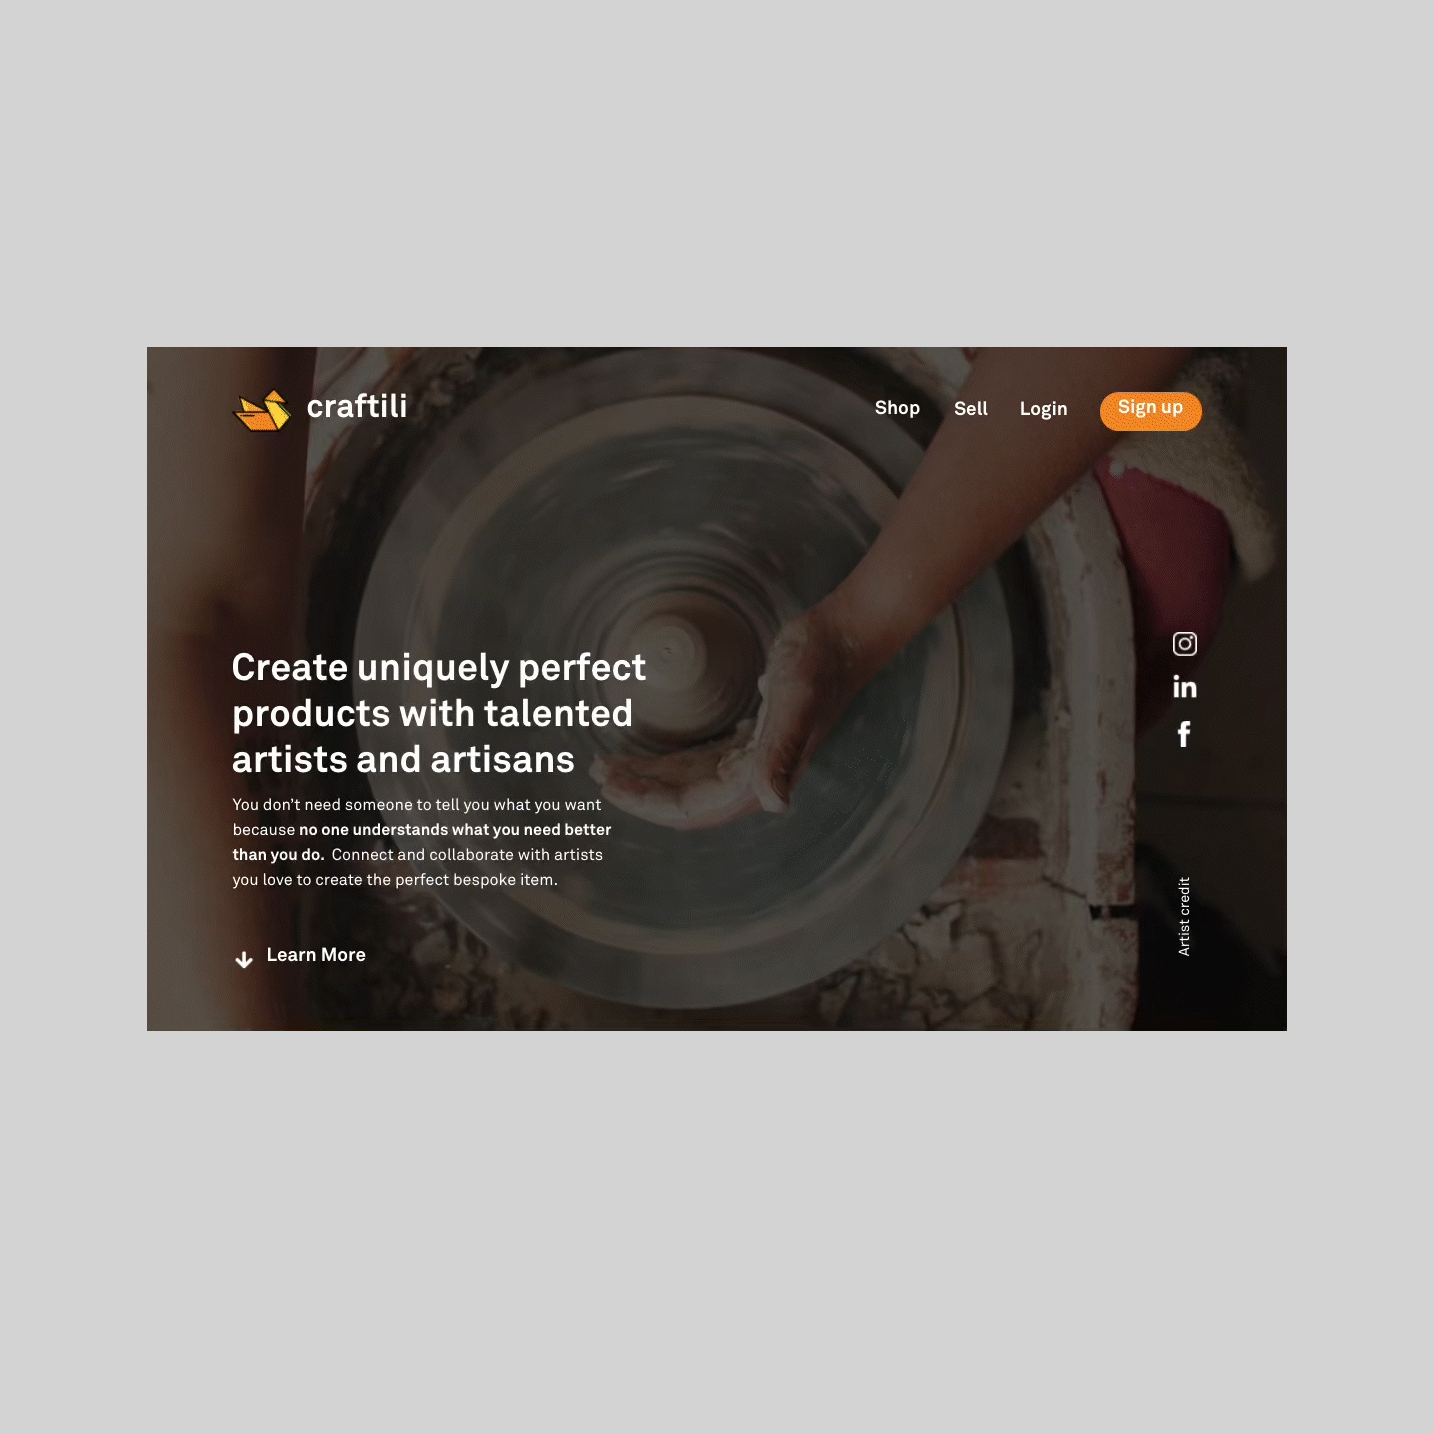 craftili
Shop
Sell
Login
Sign up
Create uniquely perfect
products with talented
artists and artisans
You don’t need someone to tell you what you want
because no one understands what you need better
than you do. Connect and collaborate with artists
you love to create the perfect bespoke item.
Learn More
in
f
Artist credit